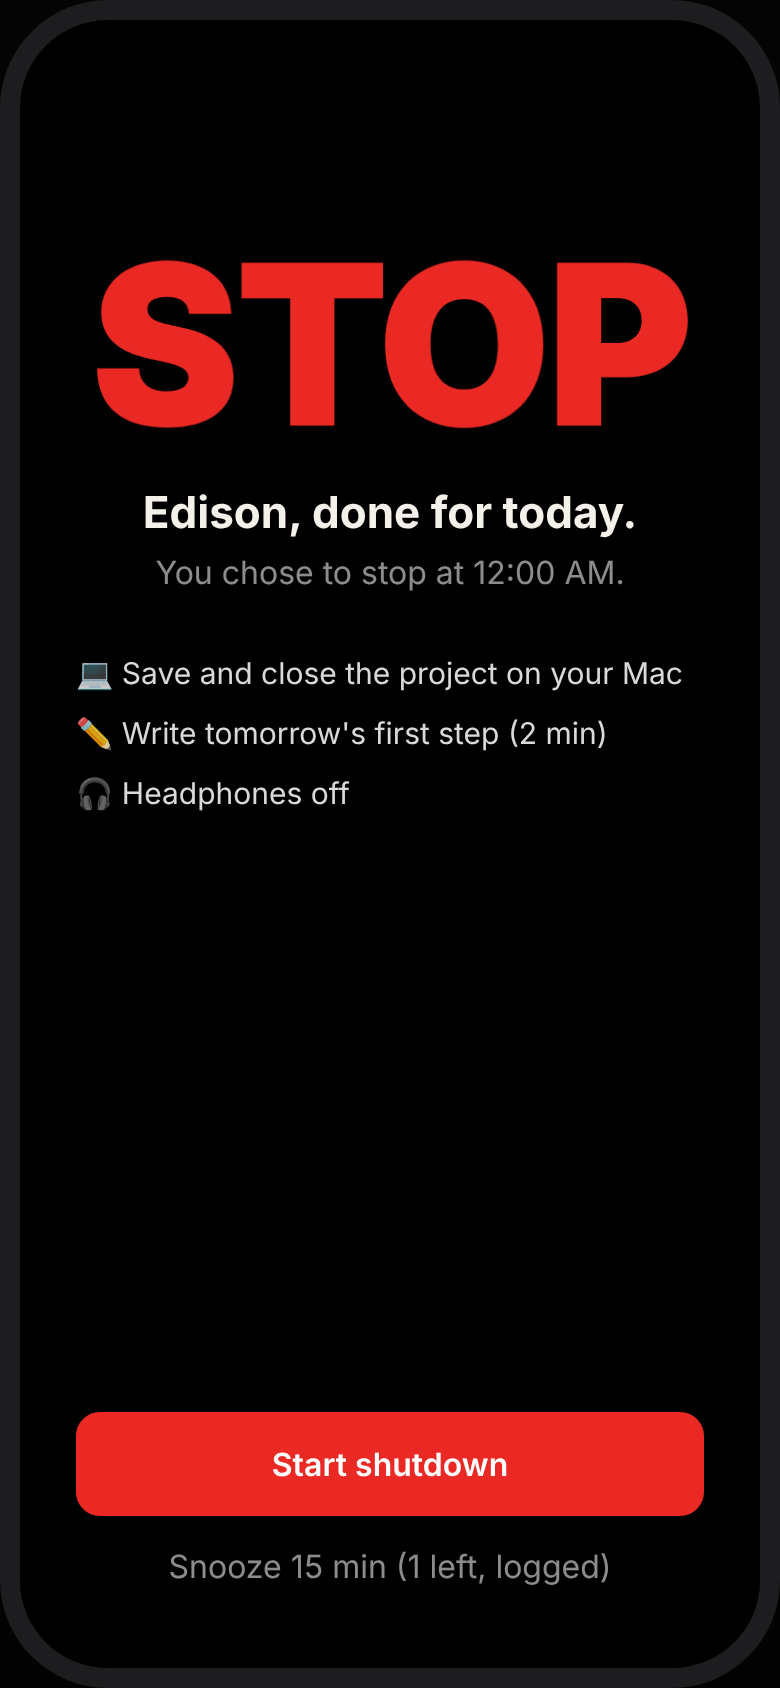 STOP
Edison, done for today.
You chose to stop at 12:00 AM.
💻 Save and close the project on your Mac
✏️ Write tomorrow's first step (2 min)
🎧 Headphones off
Start shutdown
Snooze 15 min (1 left, logged)